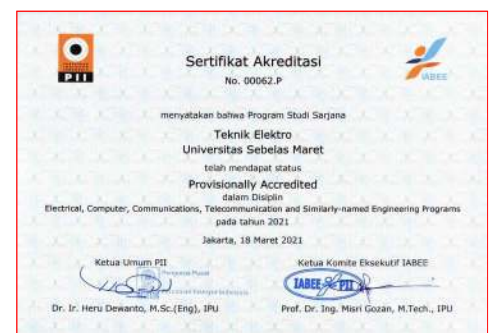 PII
IABEE
Sertifikat Akreditasi
No. 00062.P
menyatakan bahwa Program Studi Sarjana
Teknik Elektro
Universitas Sebelas Maret
telah mendapat status
Provisionally Accredited
dalam Disiplin
Electrical, Computer, Communications, Telecommunication and Similarly-named Engineering Programs
pada tahun 2021
Jakarta, 18 Maret 2021
Ketua Umum PII
Ketua Komite Eksekutif IABEE
Pengurus Pusat
IABEE PII
Dr. Ir. Heru Dewanto, M.Sc.(Eng), IPU
Prof. Dr. Ing. Misri Gozan, M.Tech., IPU